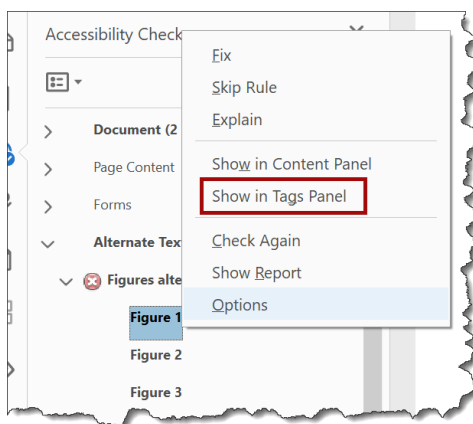 Accessibility Check
Fix
Skip Rule
Explain
Show in Content Panel
Show in Tags Panel
Check Again
Show Report
Options
Document (2
Page Content
Forms
Alternate Tex
Figures alte
Figure 1
Figure 2
Figure 3